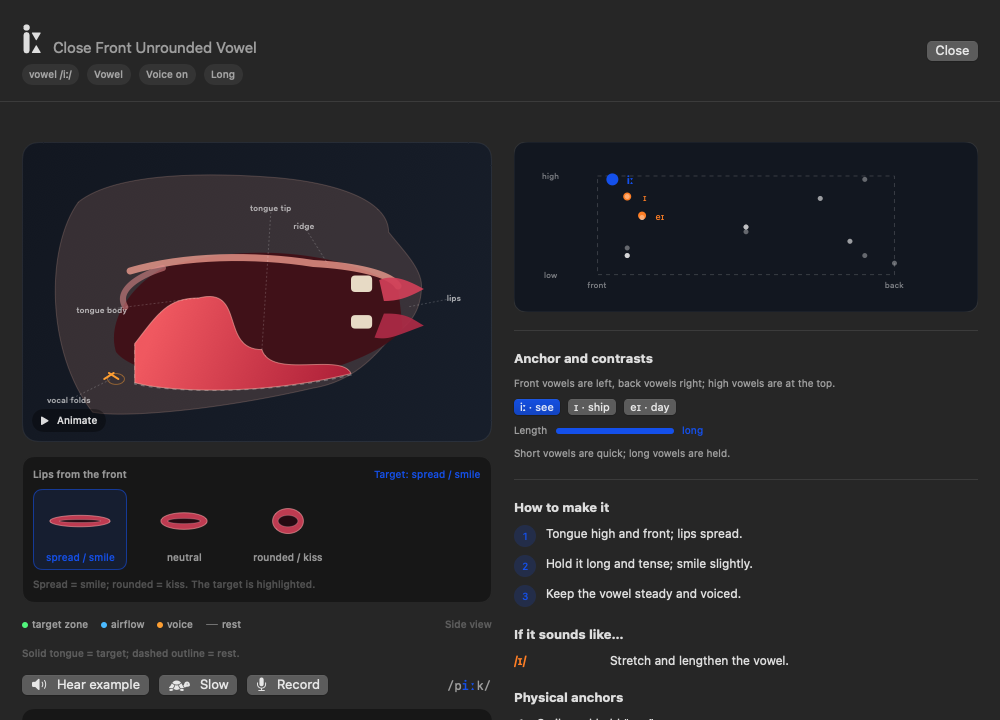 iː Close Front Unrounded Vowel
Close
vowel /iː/ Vowel Voice on Long
tongue tip
ridge
tongue body
lips
vocal folds
Animate
high
iː
ɪ
eɪ
low
front back
Lips from the front Target: spread / smile
spread / smile neutral rounded / kiss
Spread = smile; rounded = kiss. The target is highlighted.
target zone airflow voice rest Side view
Solid tongue = target; dashed outline = rest.
Hear example Slow Record /piːk/
Anchor and contrasts
Front vowels are left, back vowels right; high vowels are at the top.
iː · see ɪ · ship eɪ · day
Length long
Short vowels are quick; long vowels are held.
How to make it
1 Tongue high and front; lips spread.
2 Hold it long and tense; smile slightly.
3 Keep the vowel steady and voiced.
If it sounds like...
/ɪ/ Stretch and lengthen the vowel.
Physical anchors